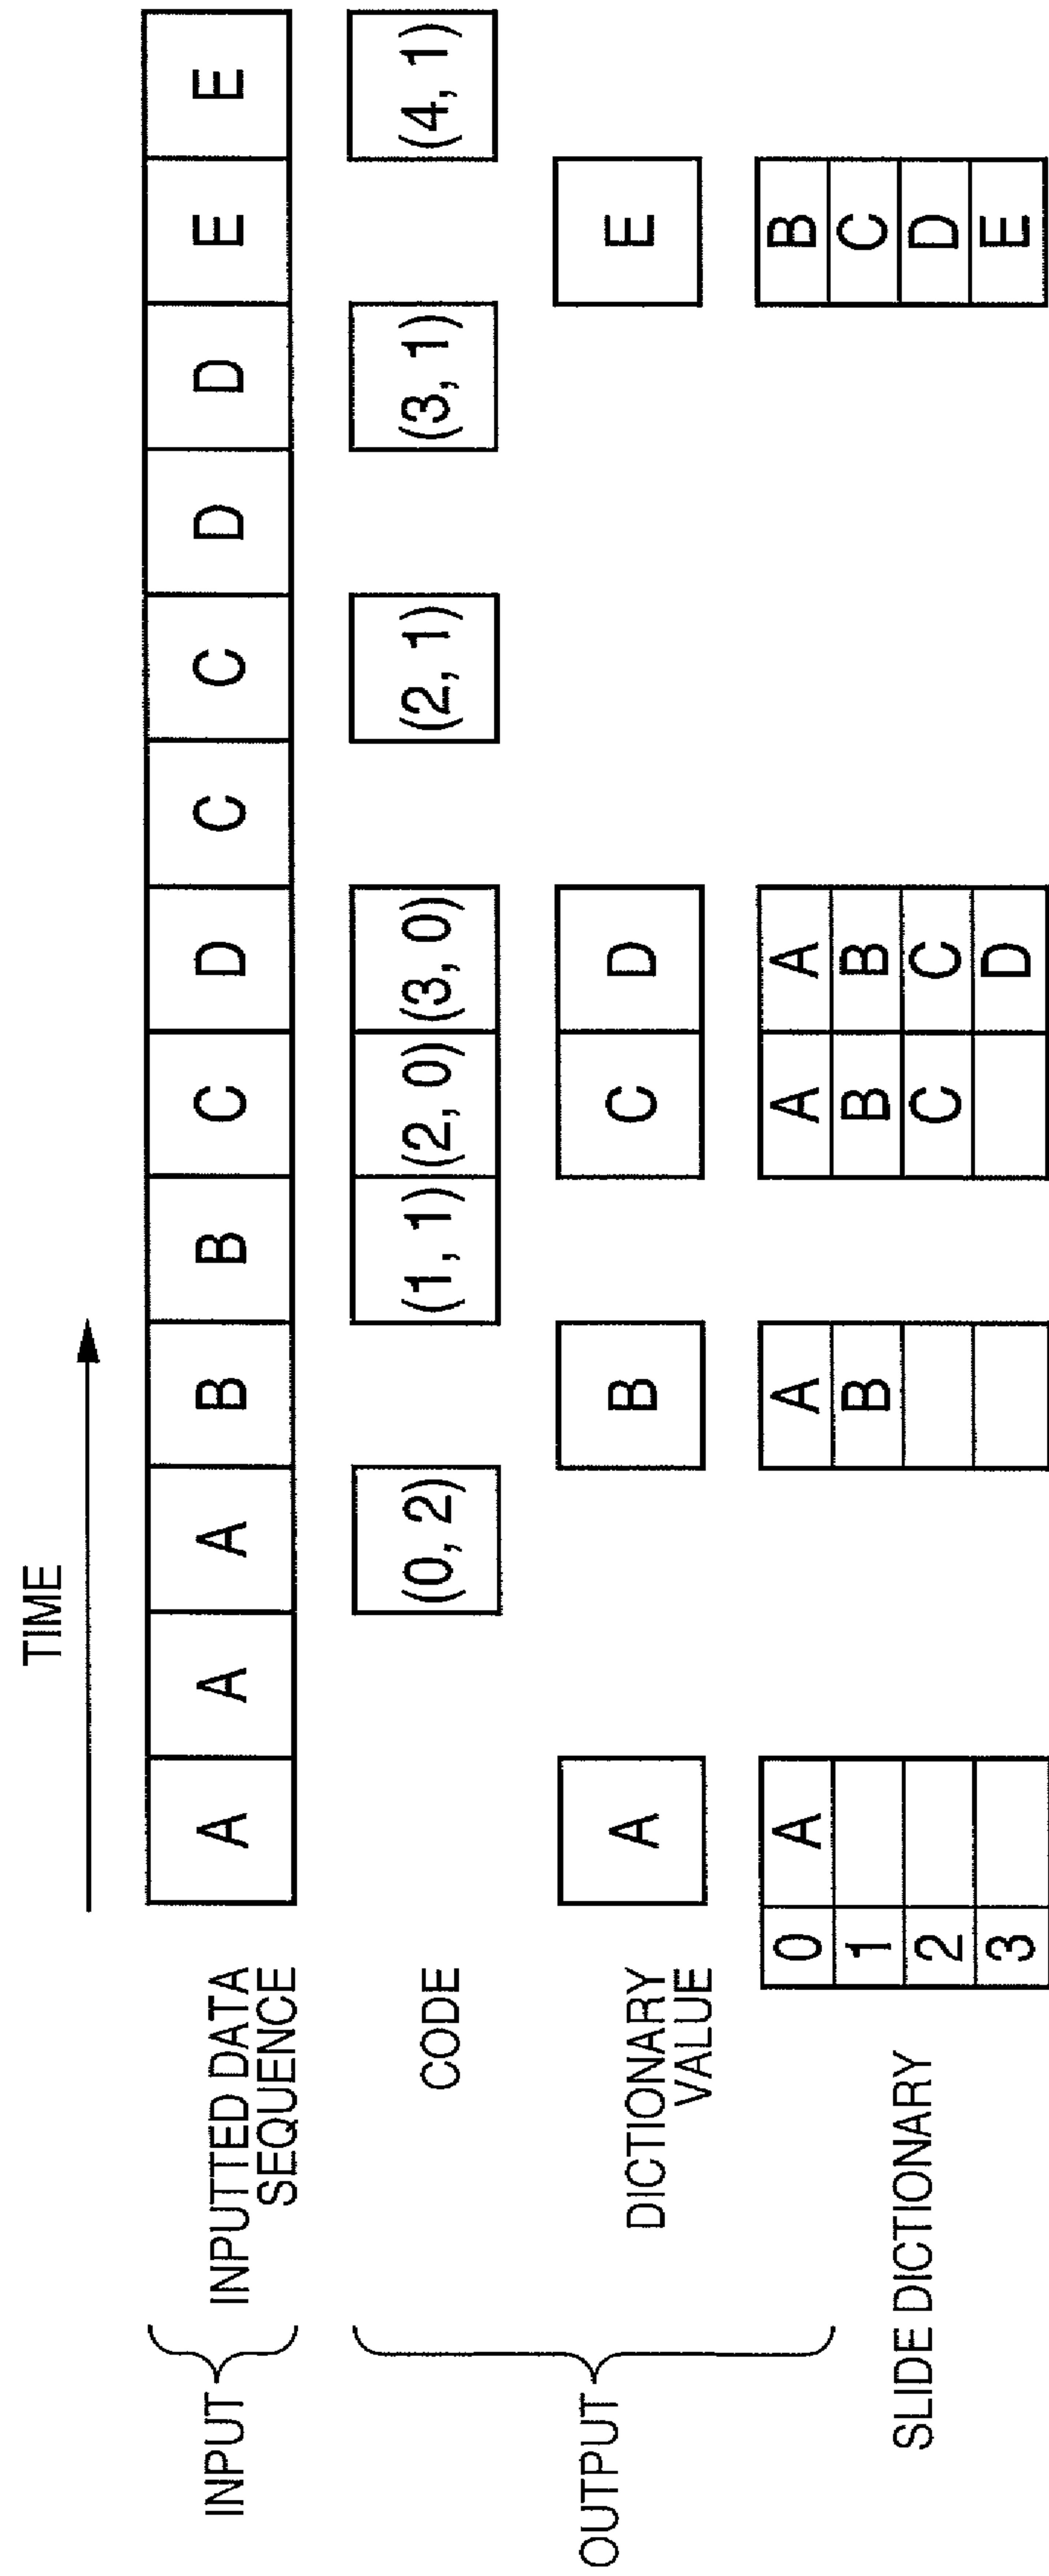 TIME
INPUT
INPUTTED DATA
SEQUENCE
A A A B B C D C C D D E E
OUTPUT
CODE
(0, 2) (1, 1) (2, 0) (3, 0) (2, 1) (3, 1) (4, 1)
DICTIONARY
VALUE
A B C D E
SLIDE DICTIONARY
0 A A A A B
1 B B B C
2 C C D
3 D E